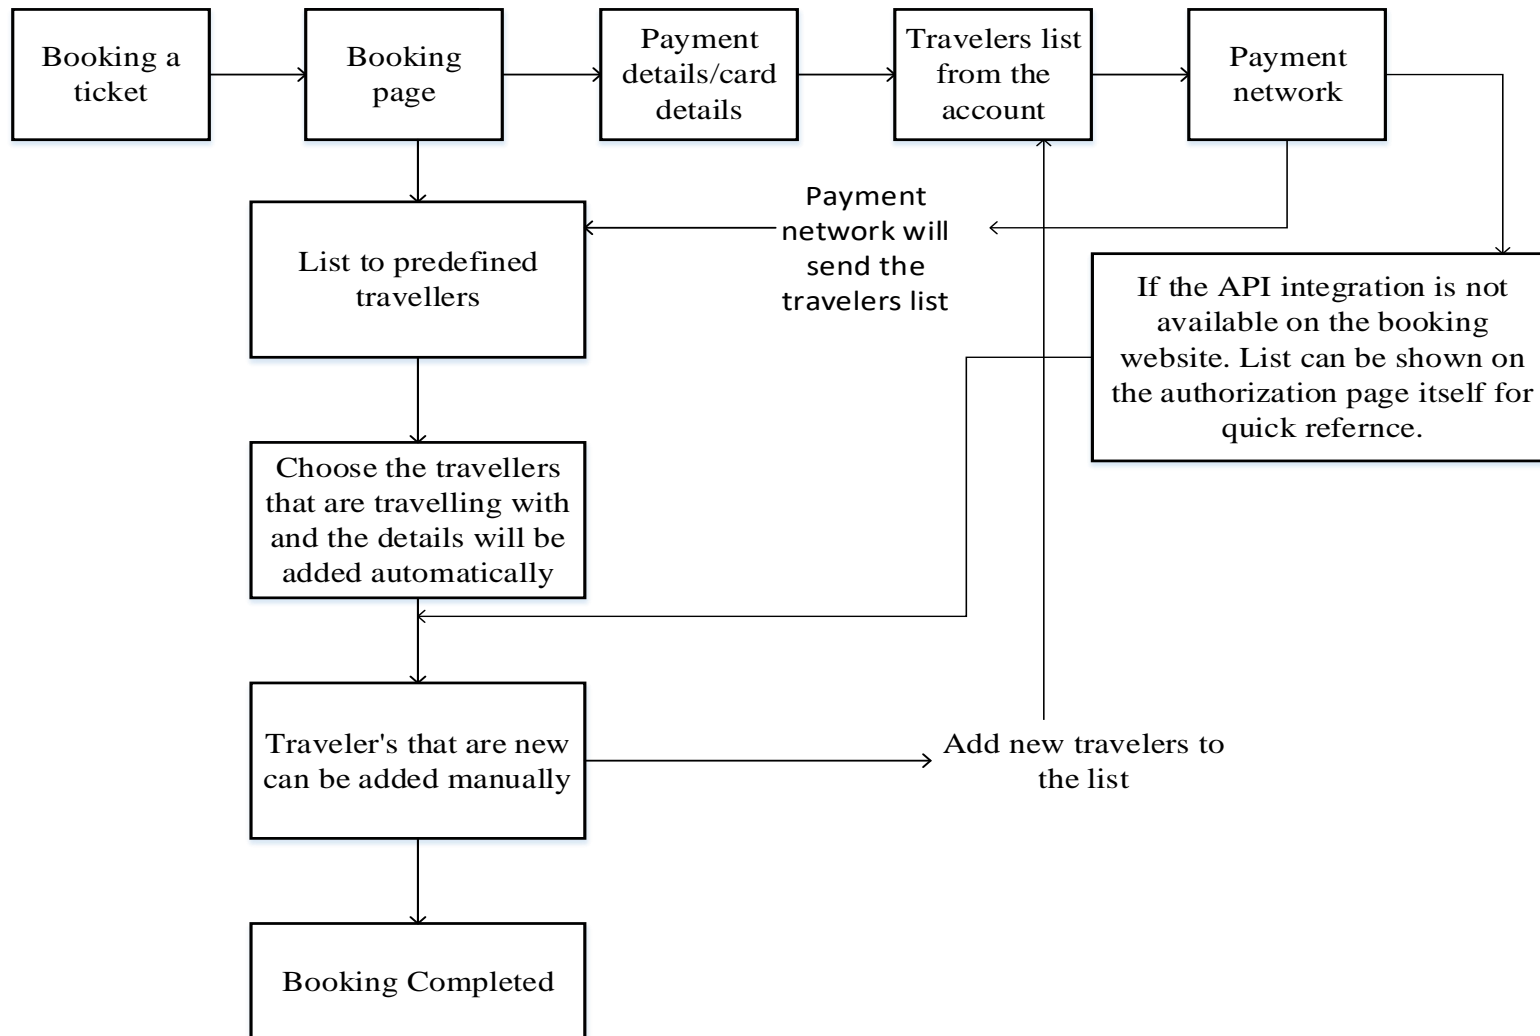 Booking a
ticket
Booking
page
Payment
details/card
details
Travelers list
from the
account
Payment
network
Payment
network will
send the
travelers list
List to predefined
travellers
If the API integration is not
available on the booking
website. List can be shown on
the authorization page itself for
quick refernce.
Choose the travellers
that are travelling with
and the details will be
added automatically
Traveler's that are new
can be added manually
Add new travelers to
the list
Booking Completed